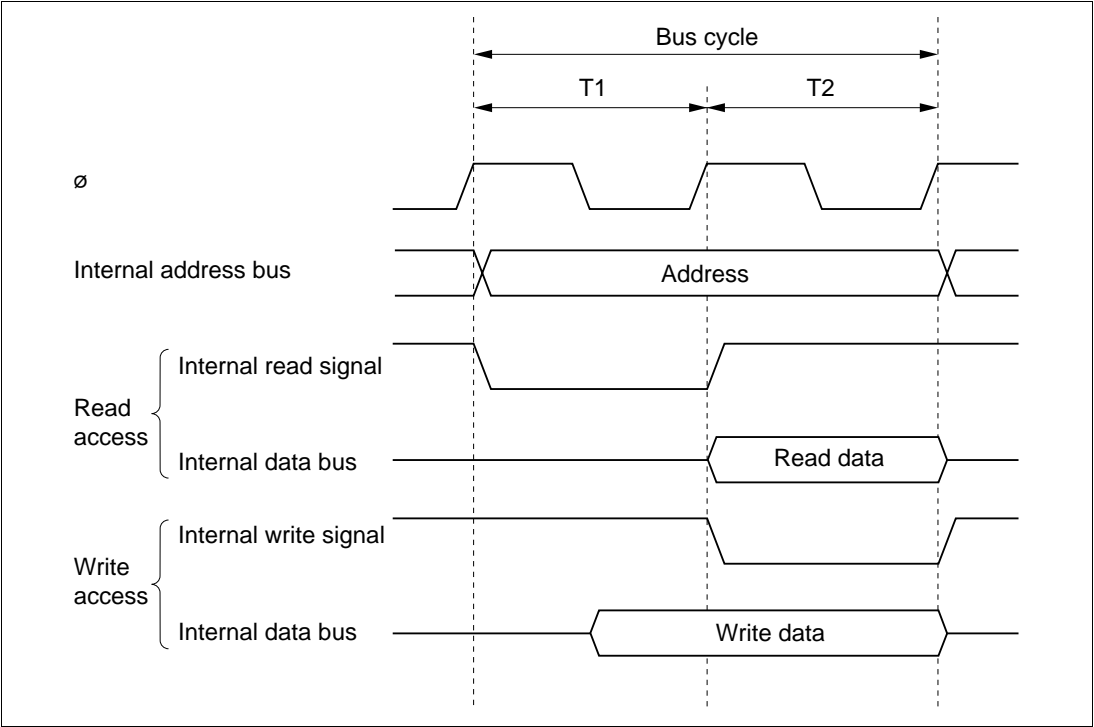 Bus cycle
T1 T2
ø
Internal address bus Address
Internal read signal
Read
access
Internal data bus Read data
Internal write signal
Write
access
Internal data bus Write data